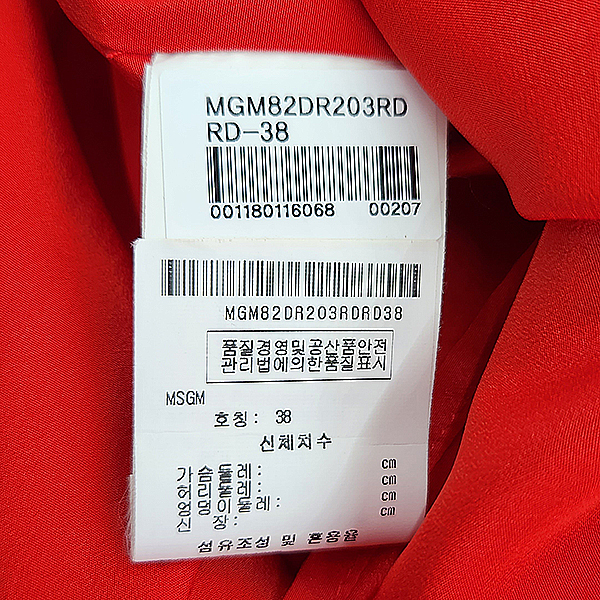 MGM82DR203RD
RD-38
001180116068 00207
MGM82DR203RDRD38
품질경영및공산품안전
관리법에의한품질표시
MSGM
호칭: 38
신체치수
가슴둘레: cm
허리둘레: cm
엉덩이둘레: cm
신 장: cm
섬유조성 및 혼용율